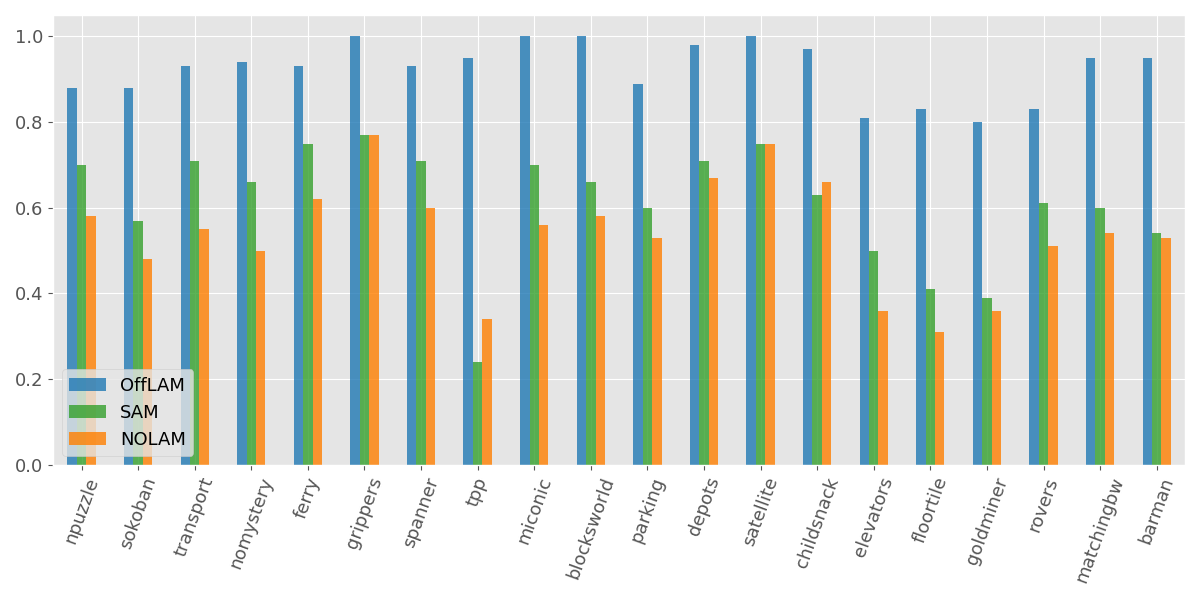 1.0
0.8
0.6
0.4
0.2
0.0
OffLAM
SAM
NOLAM
npuzzle
sokoban
transport
nomystery
ferry
grippers
spanner
tpp
miconic
blocksworld
parking
depots
satellite
childsnack
elevators
floortile
goldminer
rovers
matchingbw
barman